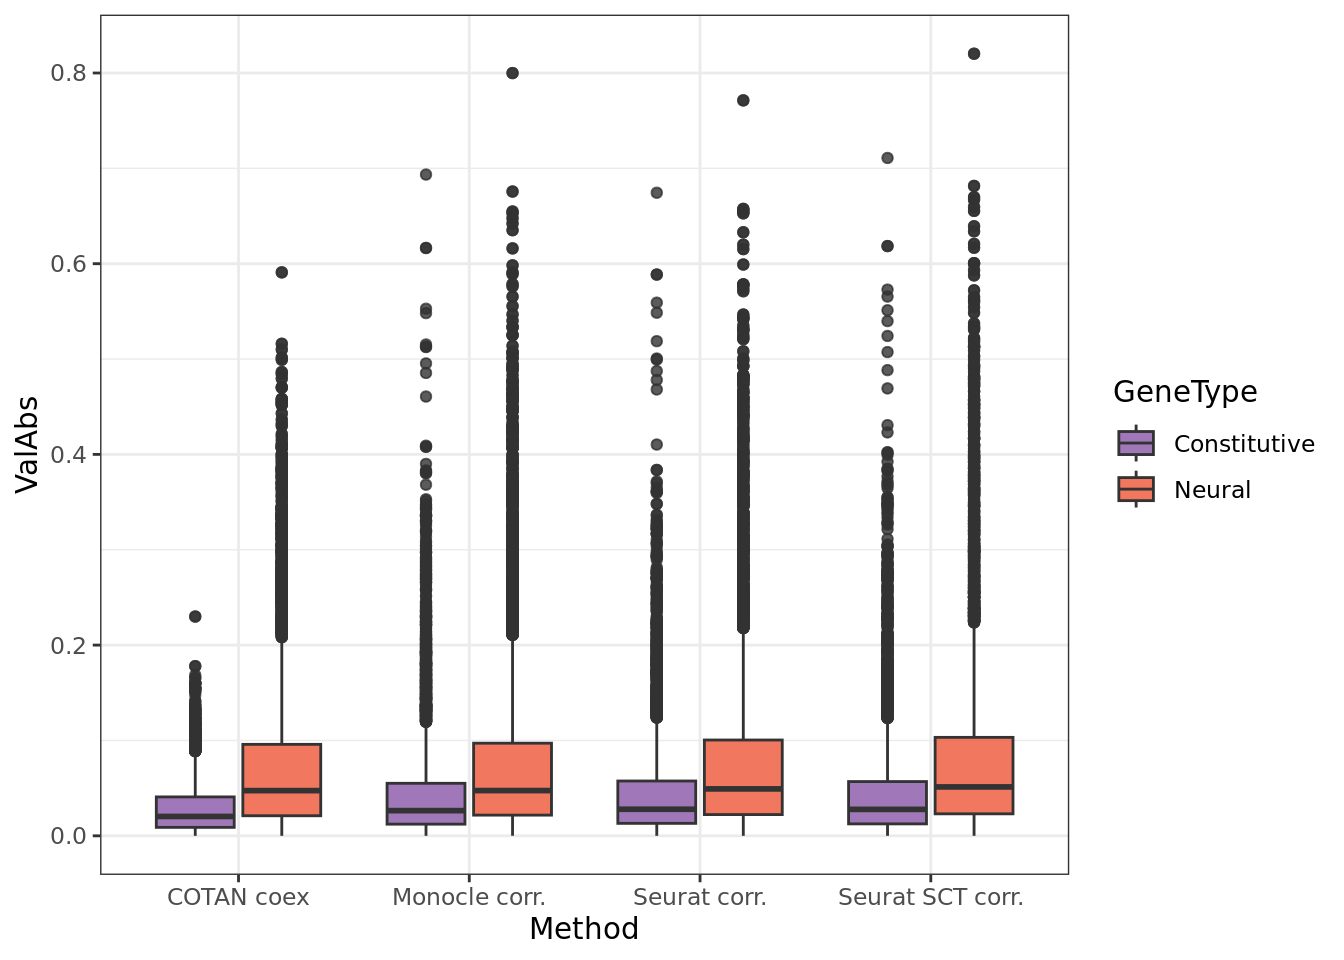 ValAbs
0.8
0.6
0.4
0.2
0.0
COTAN coex
Monocle corr.
Seurat corr.
Seurat SCT corr.
Method
GeneType
Constitutive
Neural